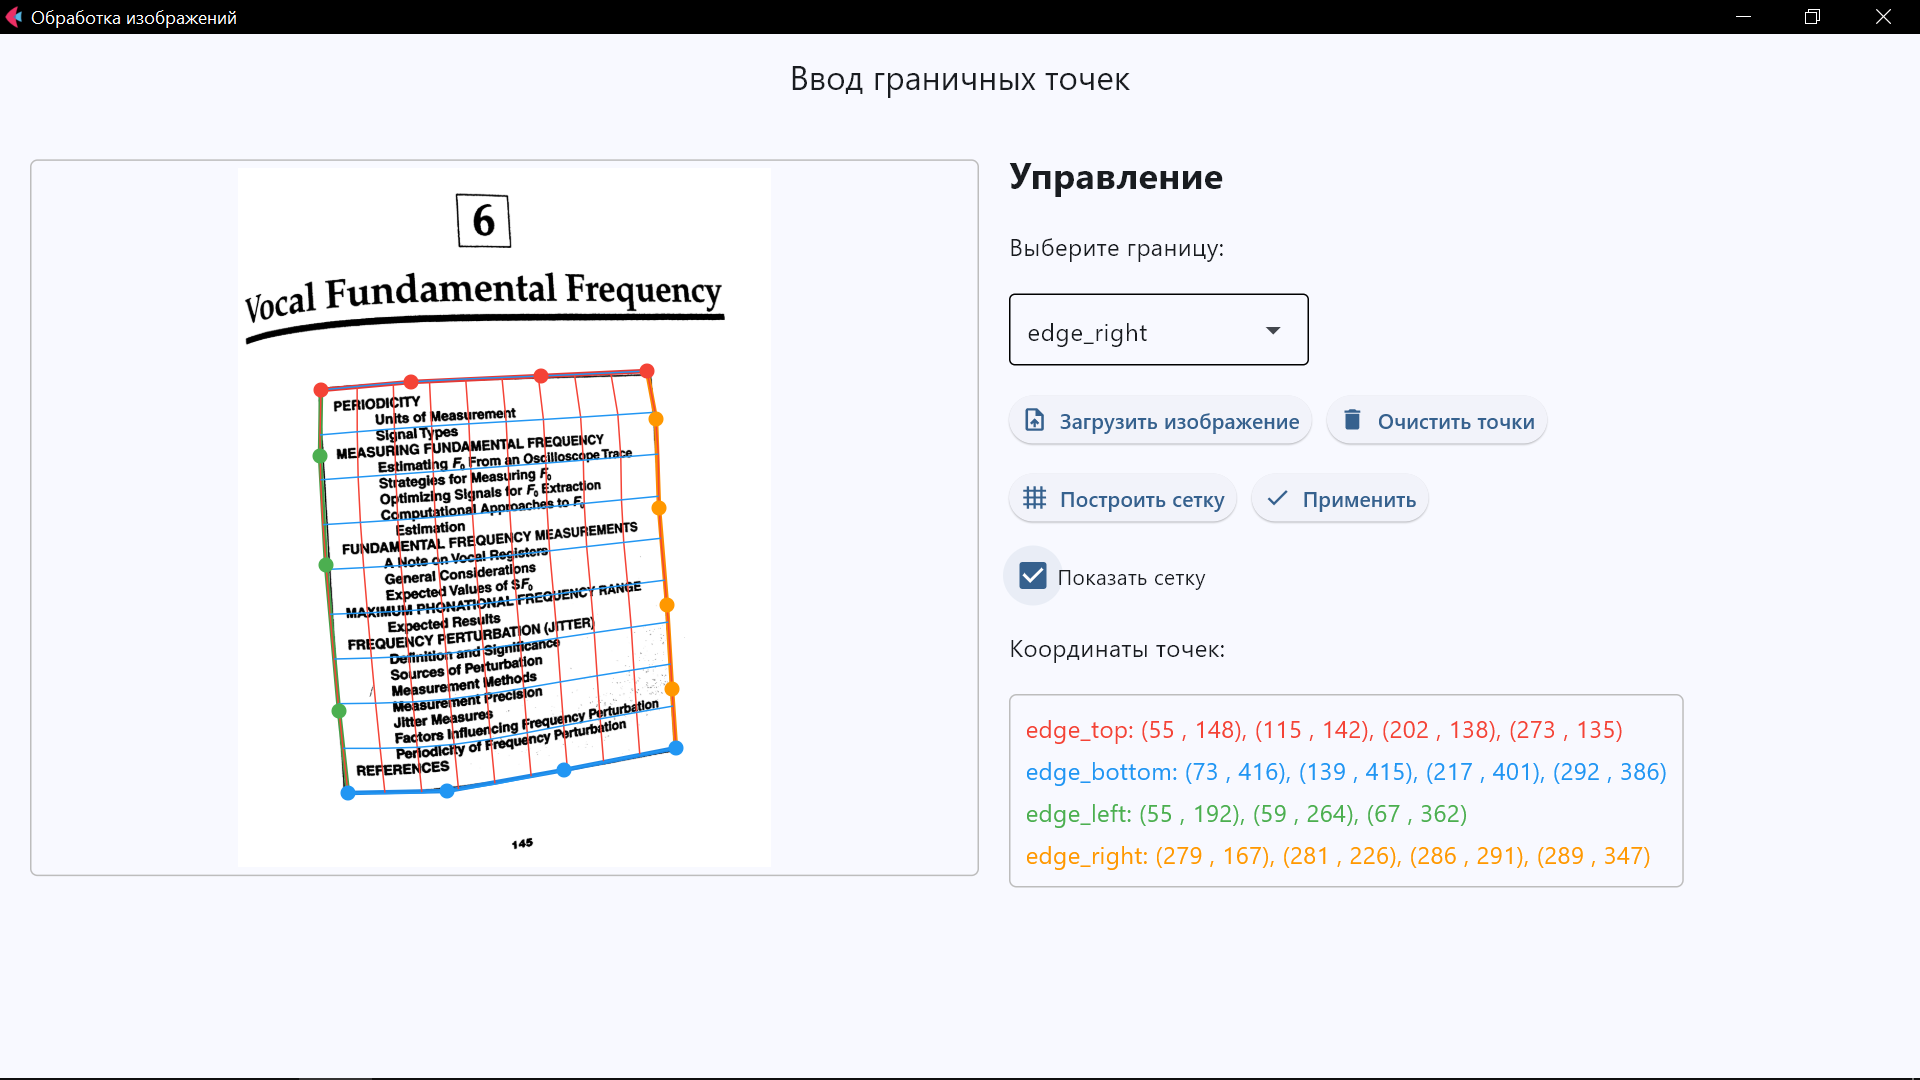 Обработка изображений
Ввод граничных точек
6
Vocal Fundamental Frequency
PERIODICITY
Units of Measurement
Signal Types
MEASURING FUNDAMENTAL FREQUENCY
Estimating F₀ From an Oscilloscope Trace
Strategies for Measuring F₀
Optimizing Signals for F₀ Extraction
Computational Approaches to F₀
Estimation
FUNDAMENTAL FREQUENCY MEASUREMENTS
A Note on Vocal Registers
General Considerations
Expected Values of SF₀
MAXIMUM PHONATIONAL FREQUENCY RANGE
Expected Results
FREQUENCY PERTURBATION (JITTER)
Definition and Significance
Sources of Perturbation
Measurement Methods
Measurement Precision
Jitter Measures
Factors Influencing Frequency Perturbation
Periodicity of Frequency Perturbation
REFERENCES
145
Управление
Выберите границу:
edge_right
Загрузить изображение
Очистить точки
Построить сетку
Применить
Показать сетку
Координаты точек:
edge_top: (55 , 148), (115 , 142), (202 , 138), (273 , 135)
edge_bottom: (73 , 416), (139 , 415), (217 , 401), (292 , 386)
edge_left: (55 , 192), (59 , 264), (67 , 362)
edge_right: (279 , 167), (281 , 226), (286 , 291), (289 , 347)